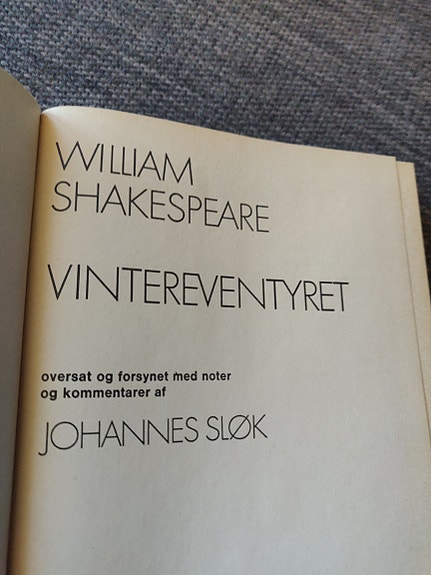 WILLIAM
SHAKESPEARE
VINTEREVENTYRET
oversat og forsynet med noter
og kommentarer af
JOHANNES SLØK